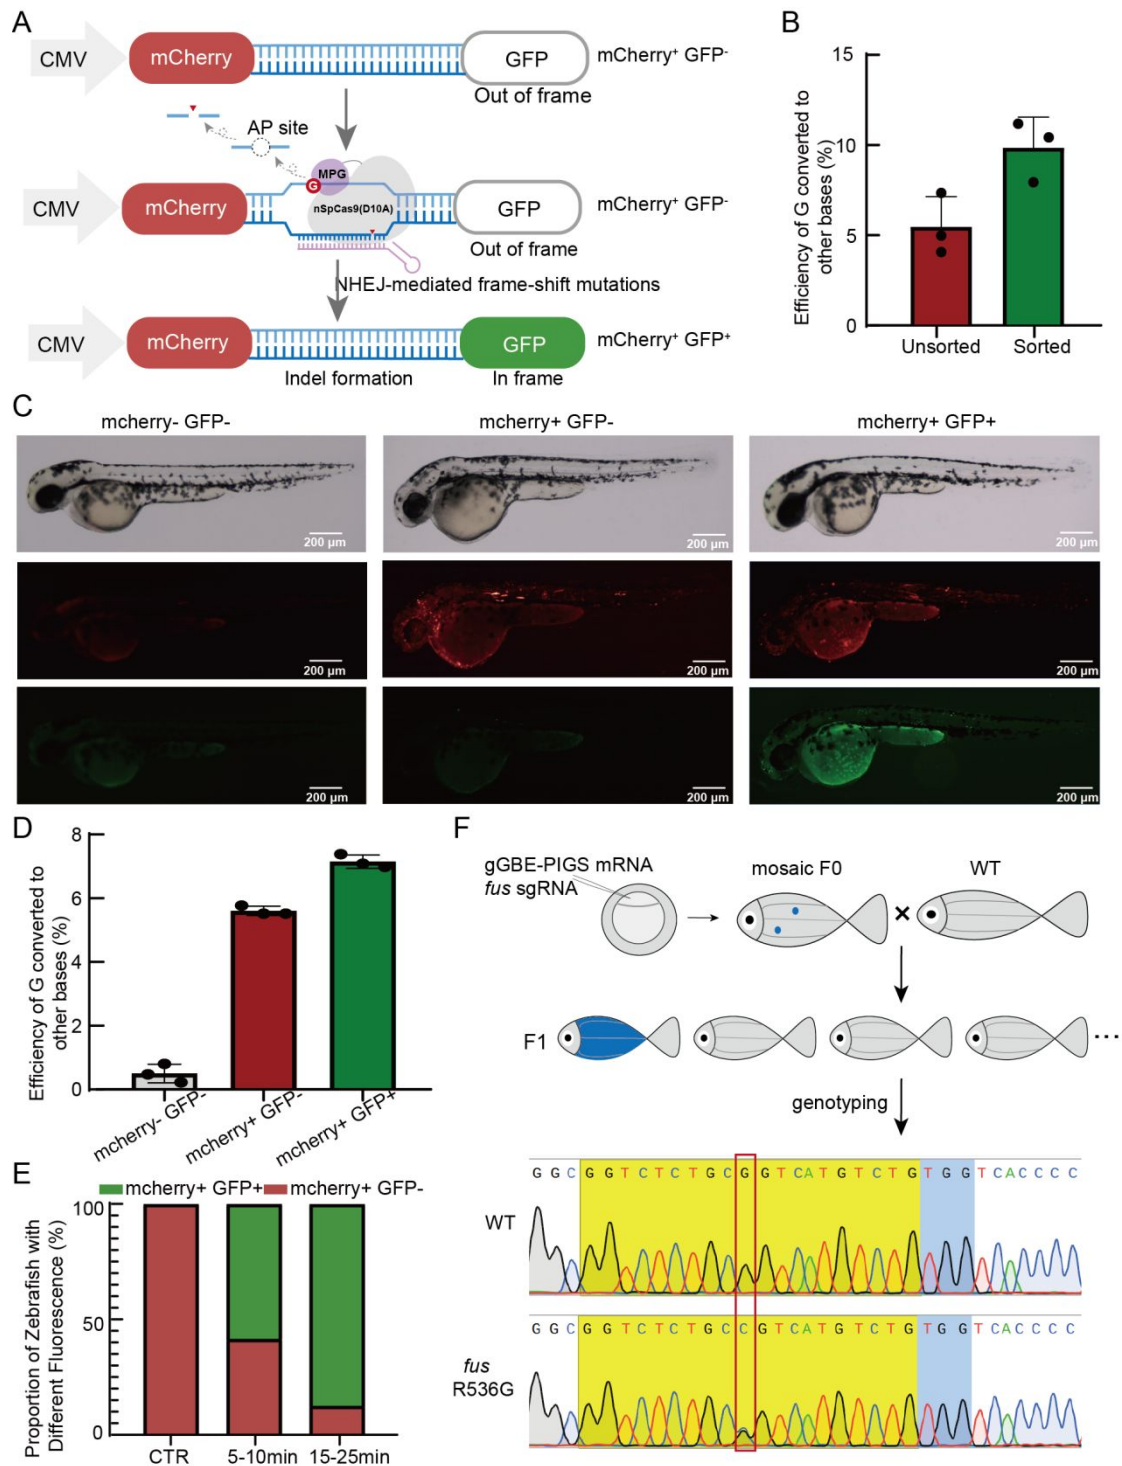 A
CMV
mCherry
GFP
mCherry⁺ GFP⁻
Out of frame
AP site
MPG
G
nSpCas9(D10A)
CMV
mCherry
GFP
mCherry⁺ GFP⁻
Out of frame
NHEJ-mediated frame-shift mutations
CMV
mCherry
GFP
mCherry⁺ GFP⁺
Indel formation
In frame
B
Efficiency of G converted to
other bases (%)
15
10
5
0
Unsorted
Sorted
C
mcherry- GFP-
mcherry+ GFP-
mcherry+ GFP+
200 µm
200 µm
200 µm
200 µm
200 µm
200 µm
200 µm
200 µm
200 µm
D
Efficiency of G converted to
other bases (%)
8
6
4
2
0
mcherry- GFP-
mcherry+ GFP-
mcherry+ GFP+
E
mcherry+ GFP+
mcherry+ GFP-
Proportion of Zebrafish with
Different Fluorescence (%)
100
50
0
CTR
5-10min
15-25min
F
gGBE-PIGS mRNA
fus sgRNA
mosaic F0
WT
×
F1
...
genotyping
G G C G G T C T C T G C G G T C A T G T C T G T G G T C A C C C C
WT
G G C G G T C T C T G C C G T C A T G T C T G T G G T C A C C C C
fus
R536G